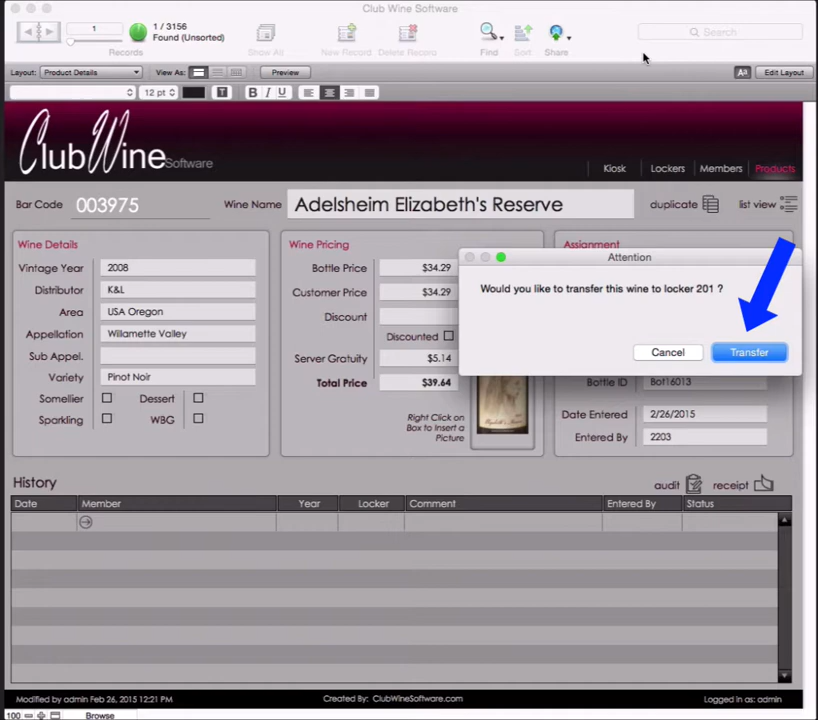 Club Wine Software
1
1 / 3156
Found (Unsorted)
Records
Show All
New Record
Delete Record
Find
Sort
Share
Search
Layout:
Product Details
View As:
Preview
Aa
Edit Layout
12 pt
T
B
I
U
ClubWine Software
Kiosk
Lockers
Members
Products
Bar Code
003975
Wine Name
Adelsheim Elizabeth's Reserve
duplicate
list view
Wine Details
Vintage Year
2008
Distributor
K&L
Area
USA Oregon
Appellation
Willamette Valley
Sub Appel.
Variety
Pinot Noir
Somellier
Dessert
Sparkling
WBG
Wine Pricing
Bottle Price
$34.29
Customer Price
$34.29
Discount
Discounted
Server Gratuity
$5.14
Total Price
$39.64
Right Click on
Box to Insert a
Picture
Assignment
Attention
Would you like to transfer this wine to locker 201 ?
Cancel
Transfer
Bottle ID
Bot16013
Date Entered
2/26/2015
Entered By
2203
History
audit
receipt
Date
Member
Year
Locker
Comment
Entered By
Status
Modified by admin Feb 26, 2015 12:21 PM
Created By: ClubWineSoftware.com
Logged in as: admin
100
Browse